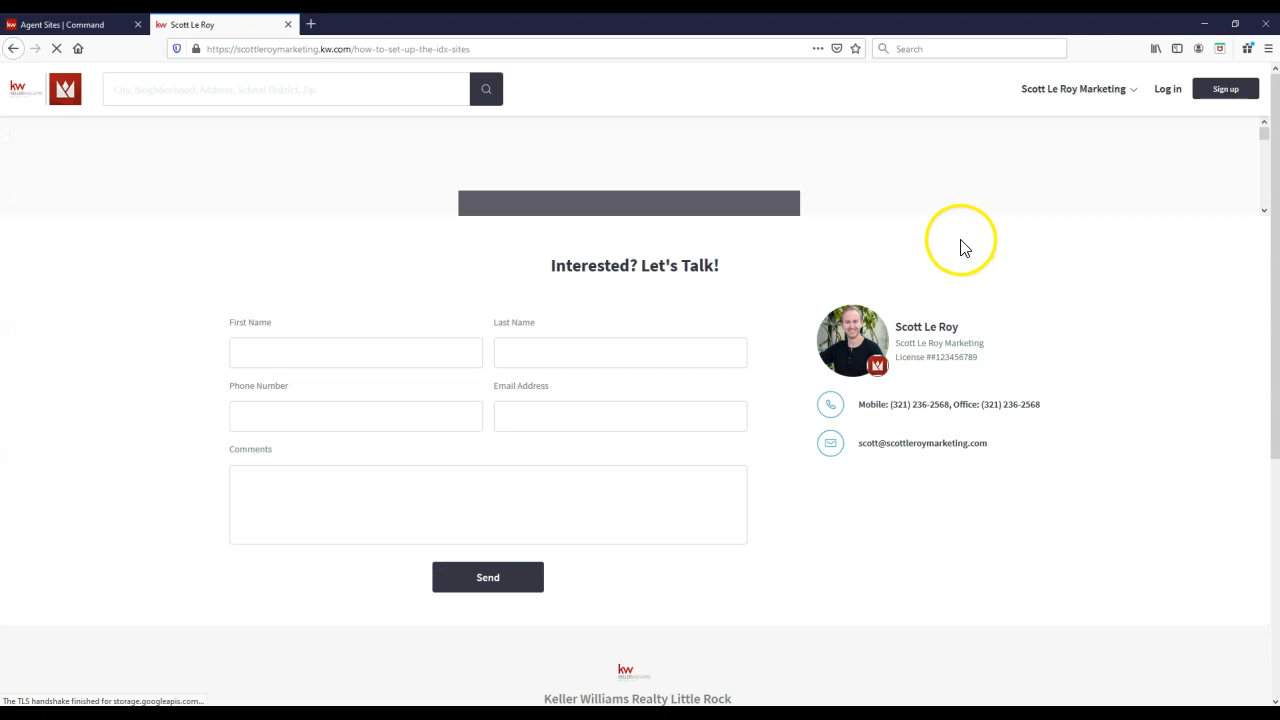 Agent Sites | Command
kw Scott Le Roy
https://scottleroymarketing.kw.com/how-to-set-up-the-idx-sites
Search
kw
KELLERWILLIAMS
City, Neighborhood, Address, School District, Zip
Scott Le Roy Marketing
Log in
Sign up
Interested? Let's Talk!
First Name
Last Name
Phone Number
Email Address
Comments
Send
Scott Le Roy
Scott Le Roy Marketing
License ##123456789
Mobile: (321) 236-2568, Office: (321) 236-2568
scott@scottleroymarketing.com
kw
KELLERWILLIAMS
Keller Williams Realty Little Rock
The TLS handshake finished for storage.googleapis.com...